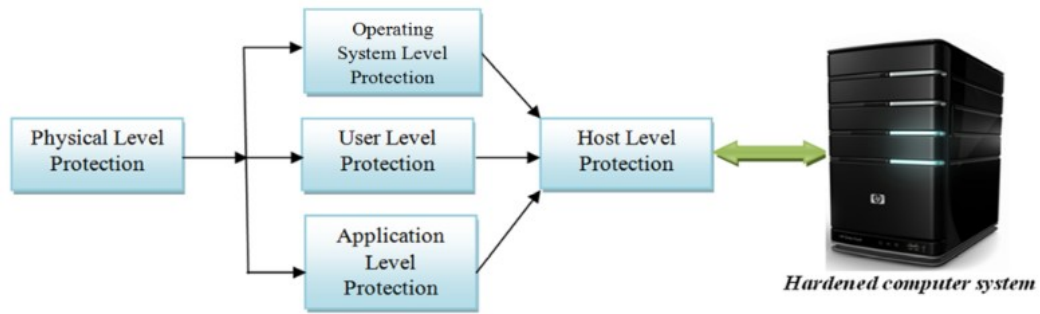 Physical Level
Protection
Operating
System Level
Protection
User Level
Protection
Application
Level
Protection
Host Level
Protection
hp
Hardened computer system